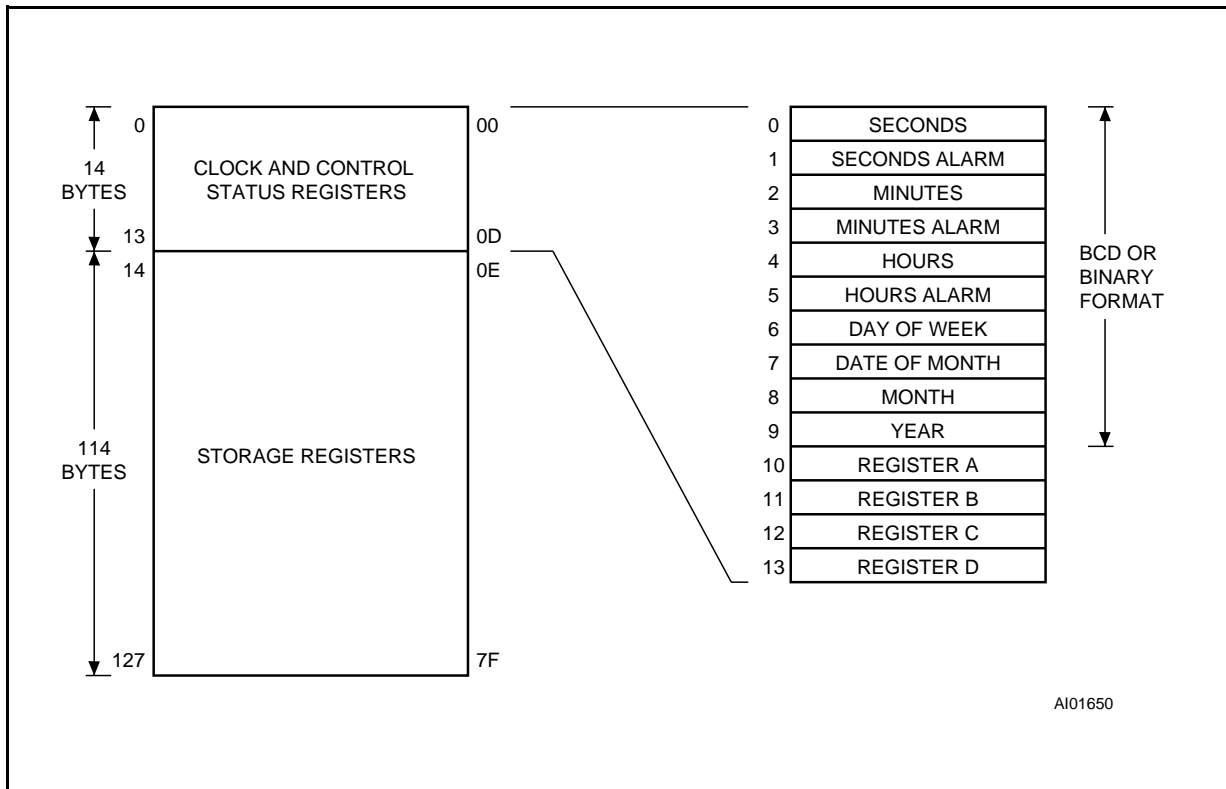 0
00
14
BYTES
CLOCK AND CONTROL
STATUS REGISTERS
13
0D
14
0E
114
BYTES
STORAGE REGISTERS
127
7F
0 SECONDS
1 SECONDS ALARM
2 MINUTES
3 MINUTES ALARM
4 HOURS
5 HOURS ALARM
6 DAY OF WEEK
7 DATE OF MONTH
8 MONTH
9 YEAR
10 REGISTER A
11 REGISTER B
12 REGISTER C
13 REGISTER D
BCD OR
BINARY
FORMAT
AI01650